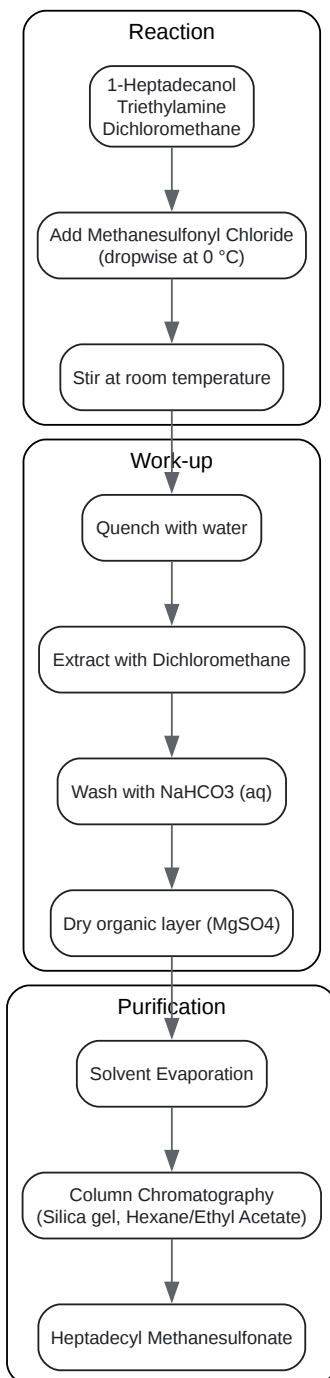 Reaction
1-Heptadecanol
Triethylamine
Dichloromethane
Add Methanesulfonyl Chloride
(dropwise at 0 °C)
Stir at room temperature
Work-up
Quench with water
Extract with Dichloromethane
Wash with NaHCO3 (aq)
Dry organic layer (MgSO4)
Purification
Solvent Evaporation
Column Chromatography
(Silica gel, Hexane/Ethyl Acetate)
Heptadecyl Methanesulfonate